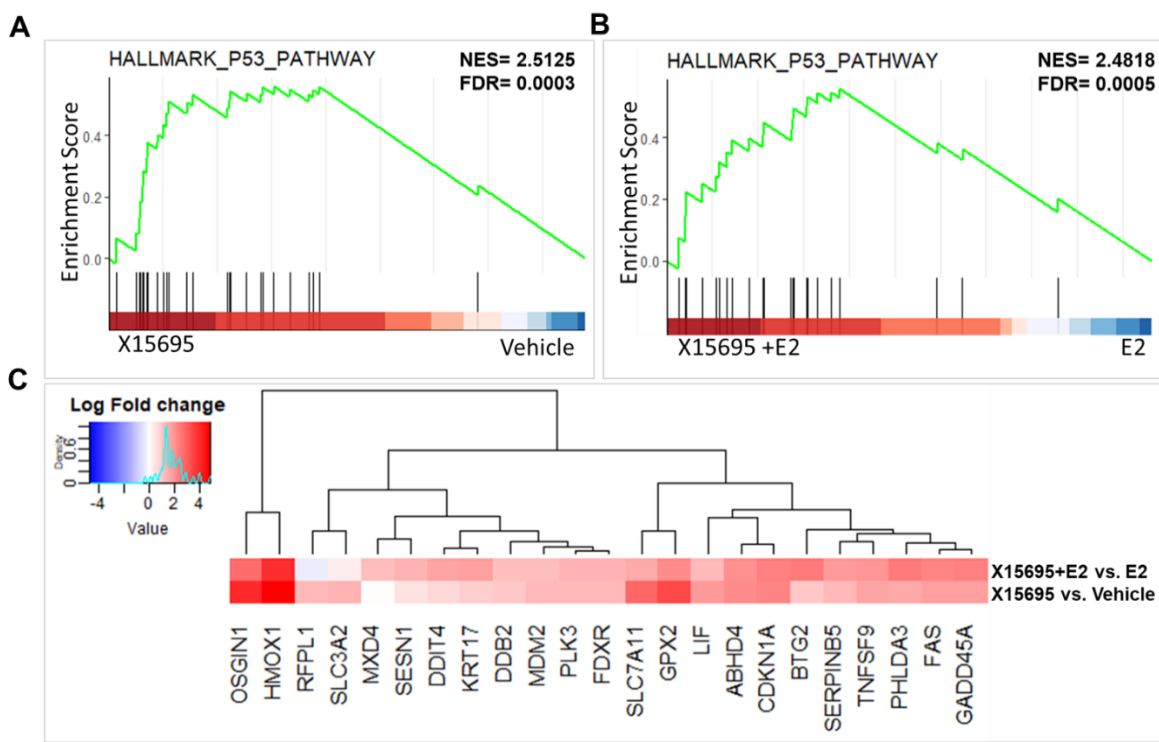 A
HALLMARK_P53_PATHWAY
NES= 2.5125
FDR= 0.0003
Enrichment Score
0.4
0.2
0.0
X15695
Vehicle
B
HALLMARK_P53_PATHWAY
NES= 2.4818
FDR= 0.0005
Enrichment Score
0.4
0.2
0.0
X15695 +E2
E2
C
Log Fold change
Density
0 0.6
-4 0 2 4
Value
X15695+E2 vs. E2
X15695 vs. Vehicle
OSGIN1
HMOX1
RFPL1
SLC3A2
MXD4
SESN1
DDIT4
KRT17
DDB2
MDM2
PLK3
FDXR
SLC7A11
GPX2
LIF
ABHD4
CDKN1A
BTG2
SERPINB5
TNFSF9
PHLDA3
FAS
GADD45A